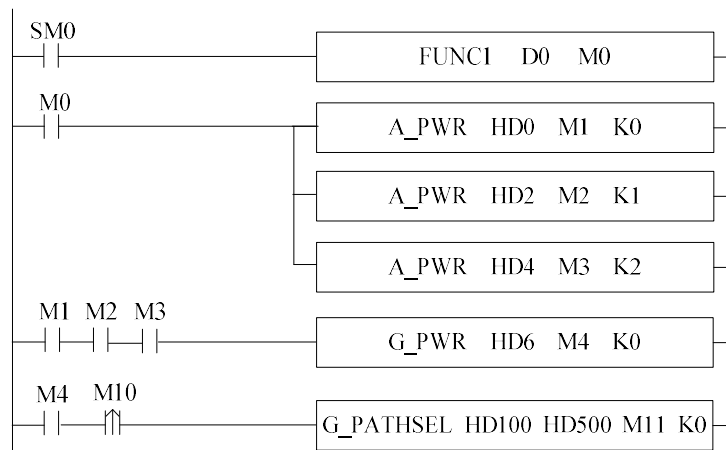 SM0
FUNC1 D0 M0
M0
A_PWR HD0 M1 K0
A_PWR HD2 M2 K1
A_PWR HD4 M3 K2
M1 M2 M3
G_PWR HD6 M4 K0
M4 M10
G_PATHSEL HD100 HD500 M11 K0